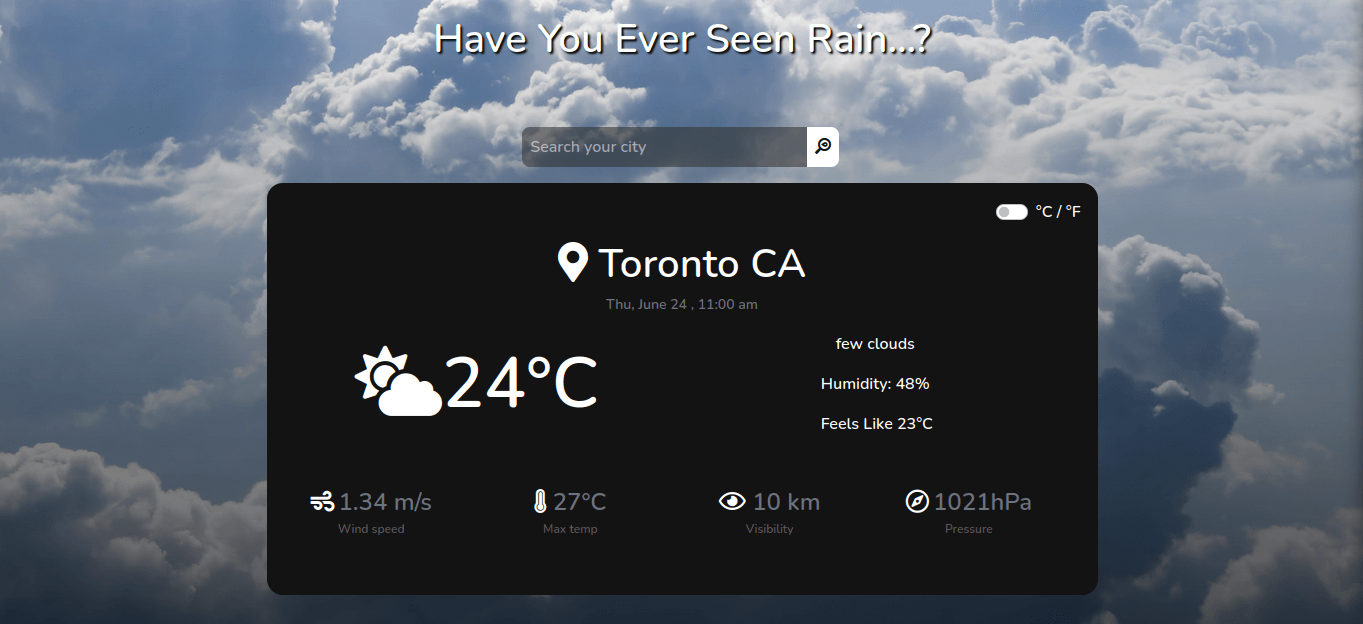 Have You Ever Seen Rain...?
Search your city
°C / °F
Toronto CA
Thu, June 24 , 11:00 am
24°C
few clouds
Humidity: 48%
Feels Like 23°C
1.34 m/s
Wind speed
27°C
Max temp
10 km
Visibility
1021hPa
Pressure